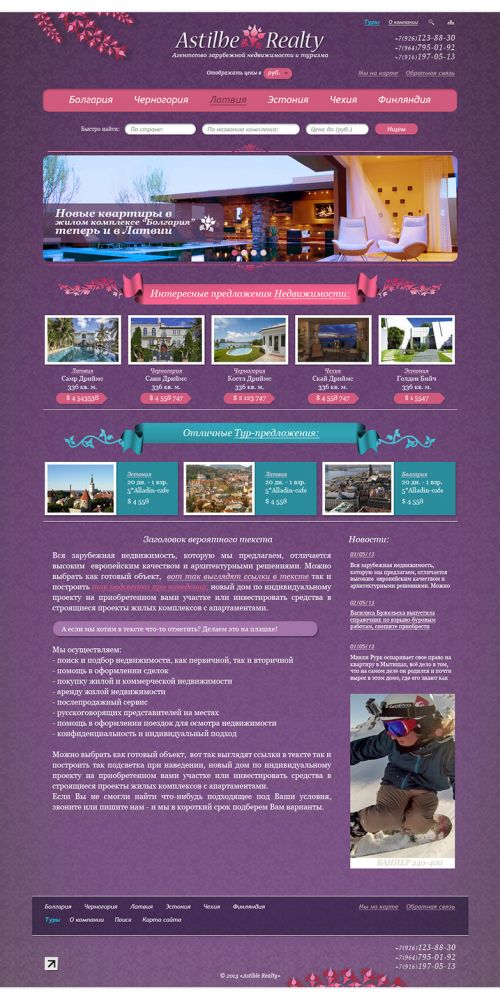 Туры О компании
Astilbe Realty
Агентство зарубежной недвижимости и туризма
+7(926)123-88-30
+7(964)795-01-92
+7(916)197-05-13
Отображать цены в руб.
Мы на карте Обратная связь
Болгария Черногория Латвия Эстония Чехия Финляндия
Быстро найти: По стране: По названию комплекса: Цена до (руб.) Ищем
Новые квартиры в
жилом комплексе "Болгария"
теперь и в Латвии
Интересные предложения Недвижимости:
Латвия Черногория Черногория Чехия Эстония
Самр Дриймс Сани Дриймс Костл Дриймс Скай Дриймс Голден Бийч
336 кв. м. 336 кв. м. 336 кв. м. 336 кв. м. 336 кв. м.
$ 4 543538 $ 4 558 747 $ 2 123 747 $ 4 558 747 $ 1 5547
Отличные Тур-предложения:
Эстония Латвия Болгария
20 дн. - 1 взр. 20 дн. - 1 взр. 20 дн. - 1 взр.
5*Alladin-cafe 5*Alladin-cafe 5*Alladin-cafe
$ 4 558 $ 4 558 $ 4 558
Заголовок вероятного текста
Вся зарубежная недвижимость, которую мы предлагаем, отличается
высоким европейским качеством и архитектурными решениями. Можно
выбрать как готовый объект, вот так выглядят ссылки в тексте так и
построить так подсветка при наведении, новый дом по индивидуальному
проекту на приобретенном вами участке или инвестировать средства в
строящиеся проекты жилых комплексов с апартаментами.
А если мы хотим в тексте что-то отметить? Делаем это на плашке!
Мы осуществляем:
- поиск и подбор недвижимости, как первичной, так и вторичной
- помощь в оформлении сделок
- покупку жилой и коммерческой недвижимости
- аренду жилой недвижимости
- послепродажный сервис
- русскоговорящих представителей на местах
- помощь в оформлении поездок для осмотра недвижимости
- конфиденциальность и индивидуальный подход
Можно выбрать как готовый объект, вот так выглядят ссылки в тексте так и
построить так подсветка при наведении, новый дом по индивидуальному
проекту на приобретенном вами участке или инвестировать средства в
строящиеся проекты жилых комплексов с апартаментами.
Если Вы не смогли найти что-нибудь подходящее под Ваши условия,
звоните или пишите нам - и мы в короткий срок подберем Вам варианты.
Новости:
03/05/13
Вся зарубежная недвижимость,
которую мы предлагаем, отличается
высоким европейским качеством и
архитектурными решениями. Можно
02/05/13
Василиса Бржельска выпустила
справочник по взрыво-буровым
работам, спешите приобрести
01/05/13
Микки Рурк оспаривает свое право на
квартиру в Мытищах, всё дело в том,
что на самом деле он родился и почти
вырос в этом доме, где его знают как
БАННЕР 240-400
Болгария Черногория Латвия Эстония Чехия Финляндия
Мы на карте Обратная связь
Туры О компании Поиск Карта сайта
+7(926)123-88-30
+7(964)795-01-92
+7(916)197-05-13
© 2013 «Astilbe Realty»